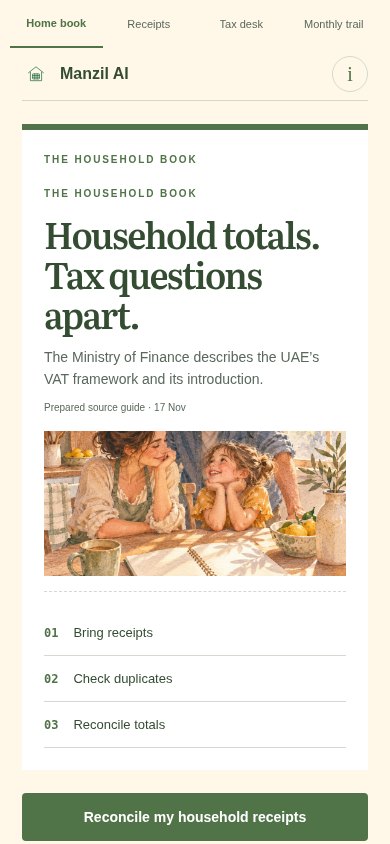 Home book
Receipts
Tax desk
Monthly trail
Manzil AI
i
THE HOUSEHOLD BOOK
THE HOUSEHOLD BOOK
Household totals.
Tax questions
apart.
The Ministry of Finance describes the UAE's
VAT framework and its introduction.
Prepared source guide · 17 Nov
01 Bring receipts
02 Check duplicates
03 Reconcile totals
Reconcile my household receipts